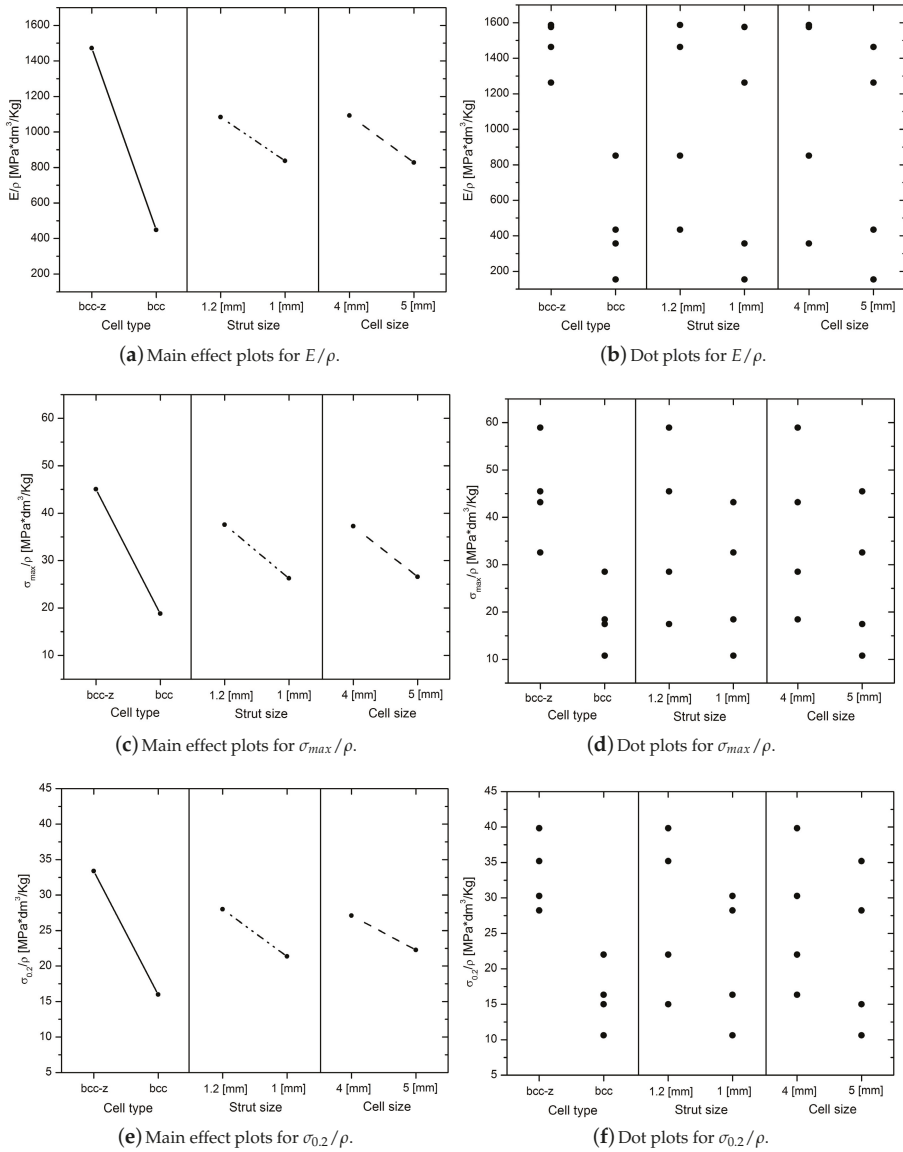 1600
1400
1200
1000
800
600
400
200
E/ρ [MPa*dm³/Kg]
bcc-z bcc 1.2 [mm] 1 [mm] 4 [mm] 5 [mm]
Cell type Strut size Cell size
(a) Main effect plots for E/ρ.
1600
1400
1200
1000
800
600
400
200
E/ρ [MPa*dm³/Kg]
bcc-z bcc 1.2 [mm] 1 [mm] 4 [mm] 5 [mm]
Cell type Strut size Cell size
(b) Dot plots for E/ρ.
60
50
40
30
20
10
σmax/ρ [MPa*dm³/Kg]
bcc-z bcc 1.2 [mm] 1 [mm] 4 [mm] 5 [mm]
Cell type Strut size Cell size
(c) Main effect plots for σmax/ρ.
60
50
40
30
20
10
σmax/ρ [MPa*dm³/Kg]
bcc-z bcc 1.2 [mm] 1 [mm] 4 [mm] 5 [mm]
Cell type Strut size Cell size
(d) Dot plots for σmax/ρ.
45
40
35
30
25
20
15
10
5
σ0.2/ρ [MPa*dm³/Kg]
bcc-z bcc 1.2 [mm] 1 [mm] 4 [mm] 5 [mm]
Cell type Strut size Cell size
(e) Main effect plots for σ0.2/ρ.
45
40
35
30
25
20
15
10
5
σ0.2/ρ [MPa*dm³/Kg]
bcc-z bcc 1.2 [mm] 1 [mm] 4 [mm] 5 [mm]
Cell type Strut size Cell size
(f) Dot plots for σ0.2/ρ.